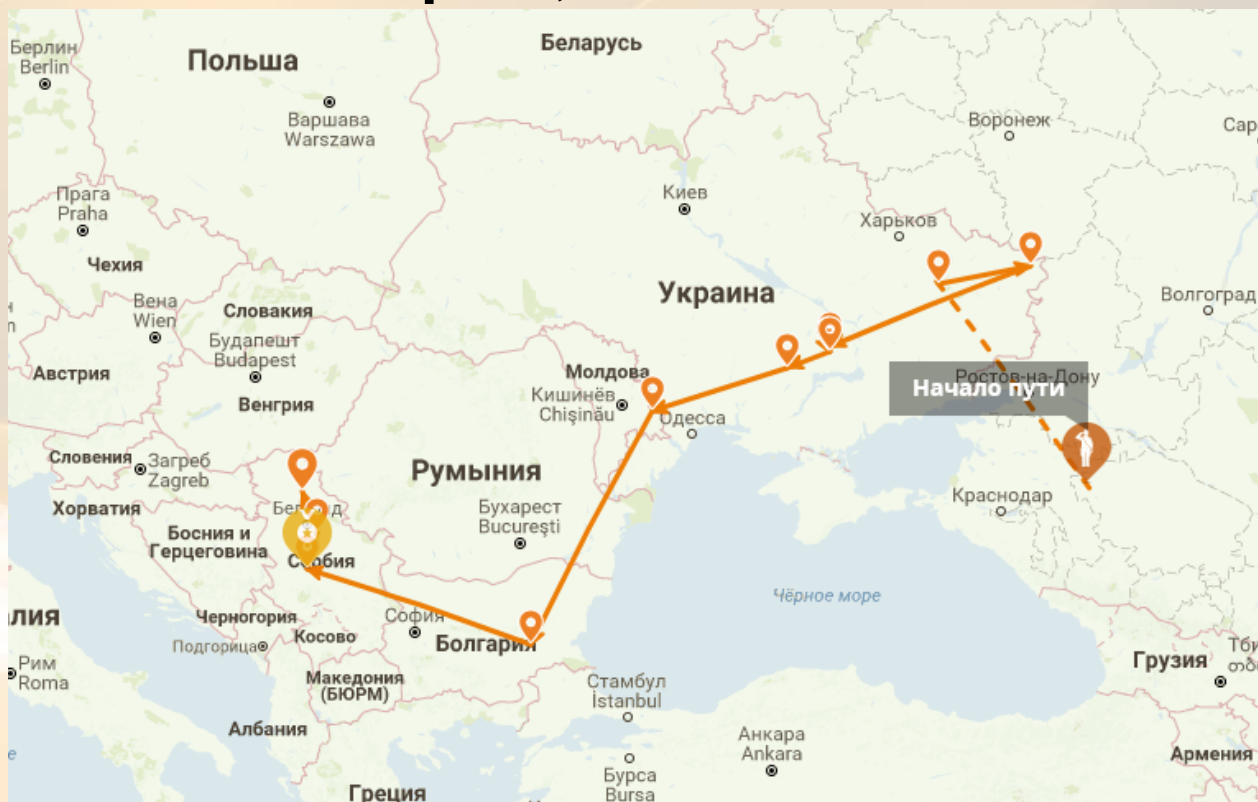 Берлин
Berlin
Польша
Беларусь
Варшава
Warszawa
Воронеж
Прага
Praha
Киев
Харьков
Чехия
Украина
Волгоград
Вена
Wien
Словакия
Будапешт
Budapest
Австрия
Молдова
Ростов-на-Дону
Начало пути
Кишинёв
Chişinău
Венгрия
Одесса
Словения
Загреб
Zagreb
Румыния
Краснодар
Хорватия
Бухарест
Bucureşti
Босния и
Герцеговина
Сербия
Чёрное море
Черногория
София
Косово
Болгария
Подгорица
Грузия
Рим
Roma
Македония
(БЮРМ)
Стамбул
İstanbul
Албания
Анкара
Ankara
Армения
Бурса
Bursa
Греция